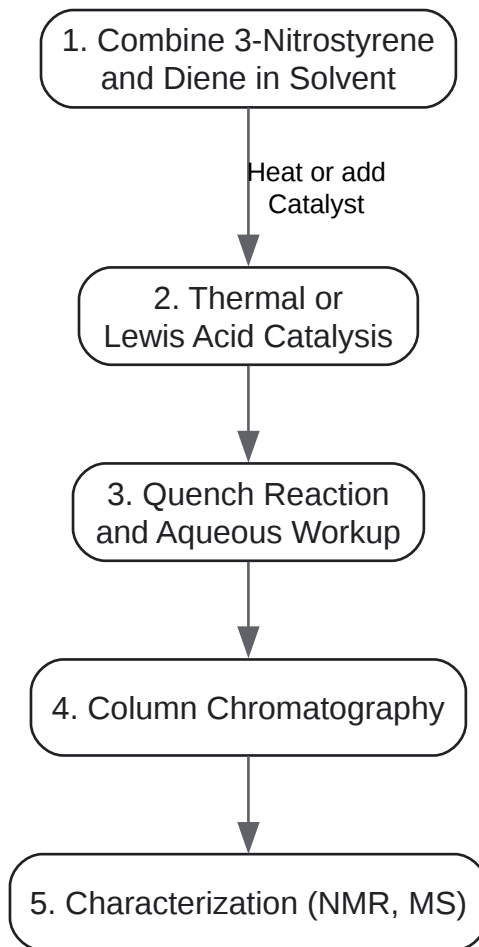 1. Combine 3-Nitrostyrene
and Diene in Solvent
Heat or add
Catalyst
2. Thermal or
Lewis Acid Catalysis
3. Quench Reaction
and Aqueous Workup
4. Column Chromatography
5. Characterization (NMR, MS)